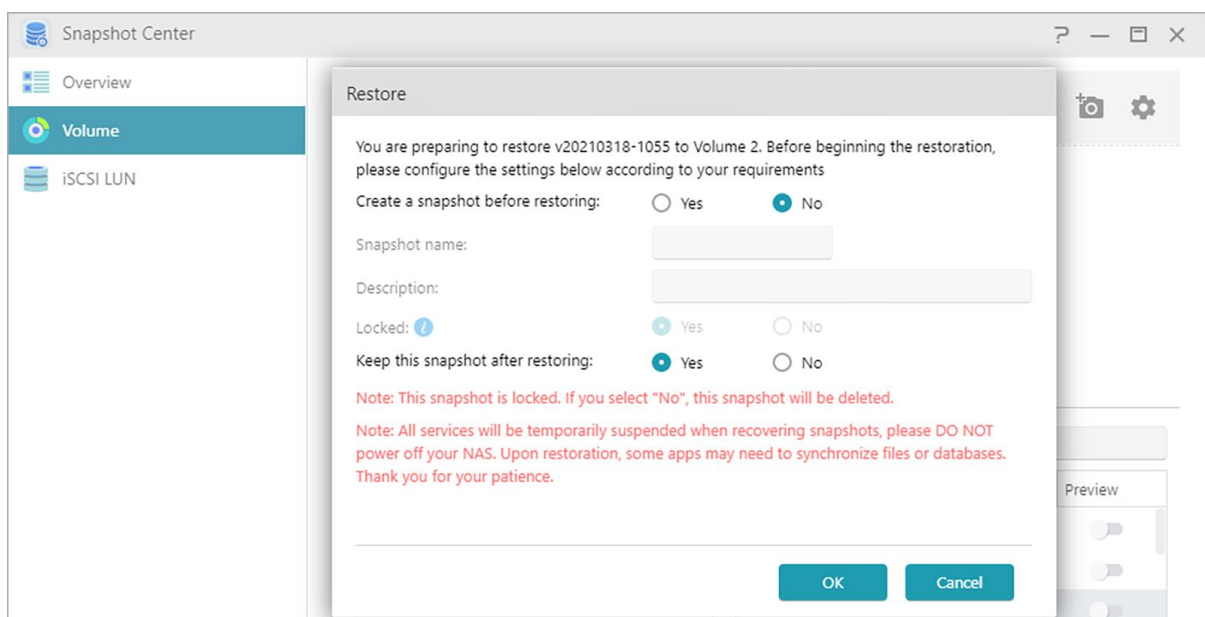 Snapshot Center
Overview
Volume
iSCSI LUN
Restore
You are preparing to restore v20210318-1055 to Volume 2. Before beginning the restoration,
please configure the settings below according to your requirements
Create a snapshot before restoring: Yes No
Snapshot name:
Description:
Locked: Yes No
Keep this snapshot after restoring: Yes No
Note: This snapshot is locked. If you select "No", this snapshot will be deleted.
Note: All services will be temporarily suspended when recovering snapshots, please DO NOT
power off your NAS. Upon restoration, some apps may need to synchronize files or databases.
Thank you for your patience.
Preview
OK Cancel